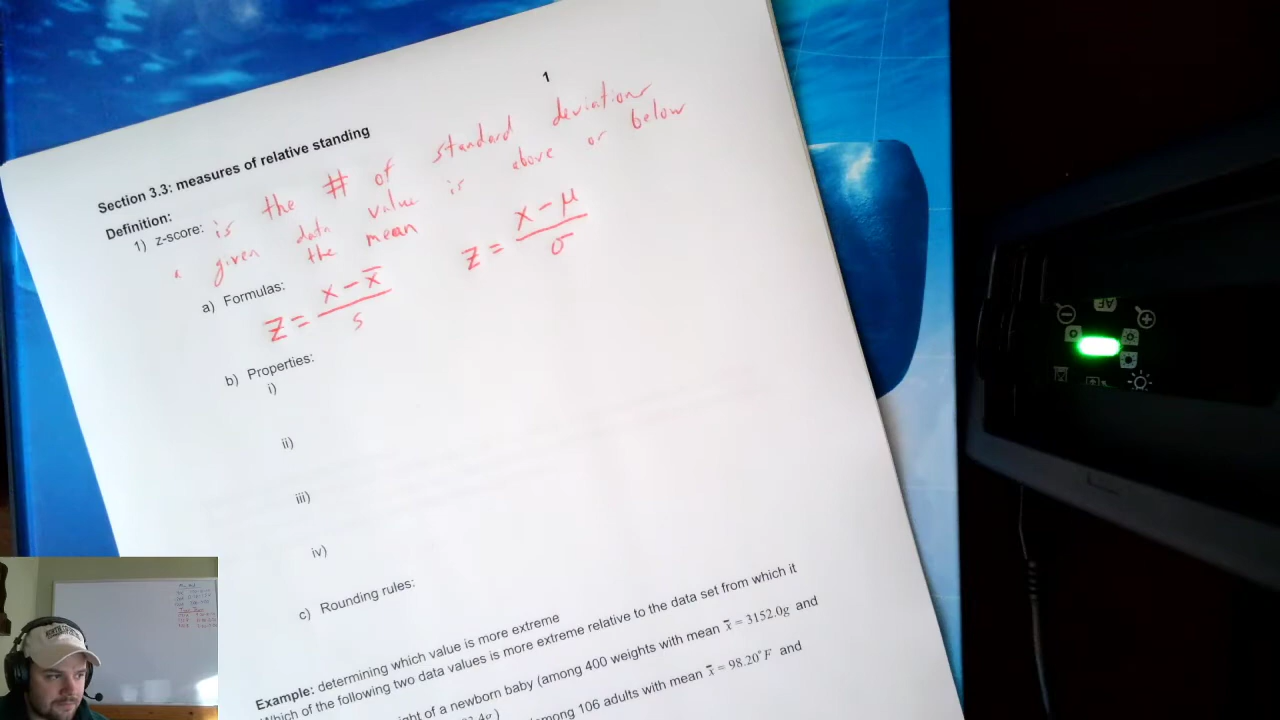 1
Section 3.3: measures of relative standing
Definition:
1) z-score: is the # of standard deviations
a given data value is above or below
the mean
a) Formulas:
z = x - x̄ / s
z = x - μ / σ
b) Properties:
i)
ii)
iii)
iv)
c) Rounding rules:
Example: determining which value is more extreme
Which of the following two data values is more extreme relative to the data set from which it
ght of a newborn baby (among 400 weights with mean x̄ = 3152.0g and
among 106 adults with mean x̄ = 98.20°F and
AF